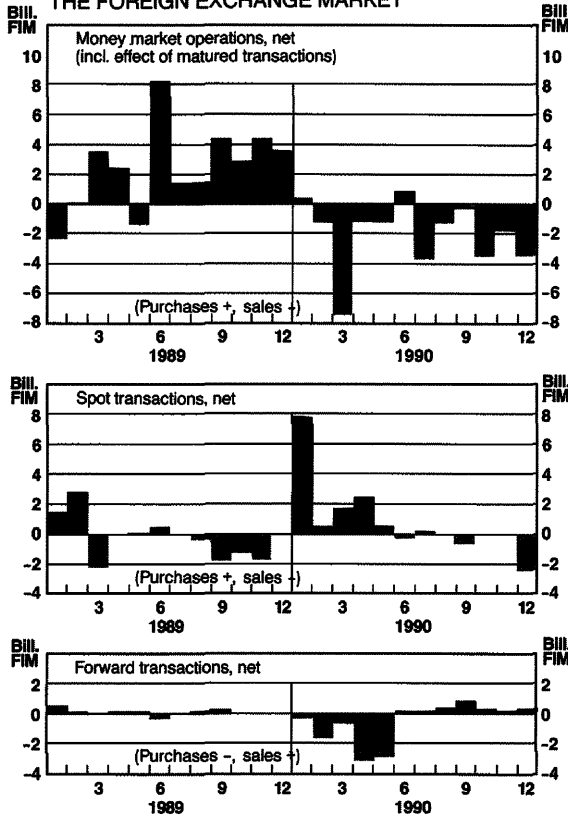 THE FOREIGN EXCHANGE MARKET
Bill. FIM Bill. FIM
Money market operations, net
(incl. effect of matured transactions)
10 10
8 8
6 6
4 4
2 2
0 0
-2 -2
-4 -4
-6 -6
(Purchases +, sales -)
-8 -8
3 6 9 12 3 6 9 12
1989 1990
Bill. FIM Bill. FIM
Spot transactions, net
8 8
6 6
4 4
2 2
0 0
-2 -2
(Purchases +, sales -)
-4 -4
3 6 9 12 3 6 9 12
1989 1990
Bill. FIM Bill. FIM
Forward transactions, net
2 2
0 0
-2 -2
(Purchases -, sales +)
-4 -4
3 6 9 12 3 6 9 12
1989 1990